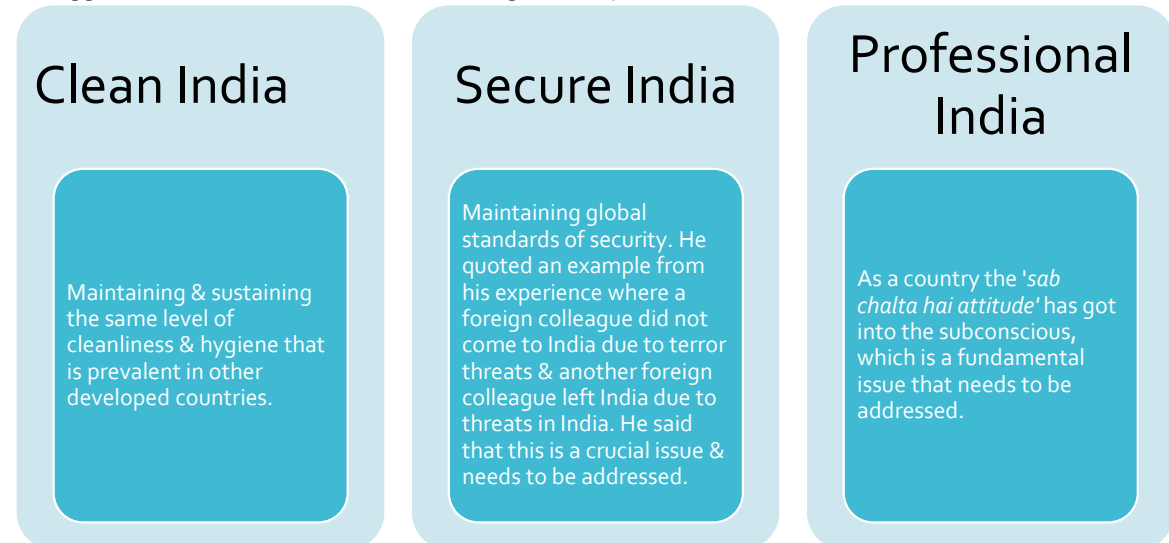 Clean India
Maintaining & sustaining
the same level of
cleanliness & hygiene that
is prevalent in other
developed countries.
Secure India
Maintaining global
standards of security. He
quoted an example from
his experience where a
foreign colleague did not
come to India due to terror
threats & another foreign
colleague left India due to
threats in India. He said
that this is a crucial issue &
needs to be addressed.
Professional
India
As a country the 'sab
chalta hai attitude' has got
into the subconscious,
which is a fundamental
issue that needs to be
addressed.